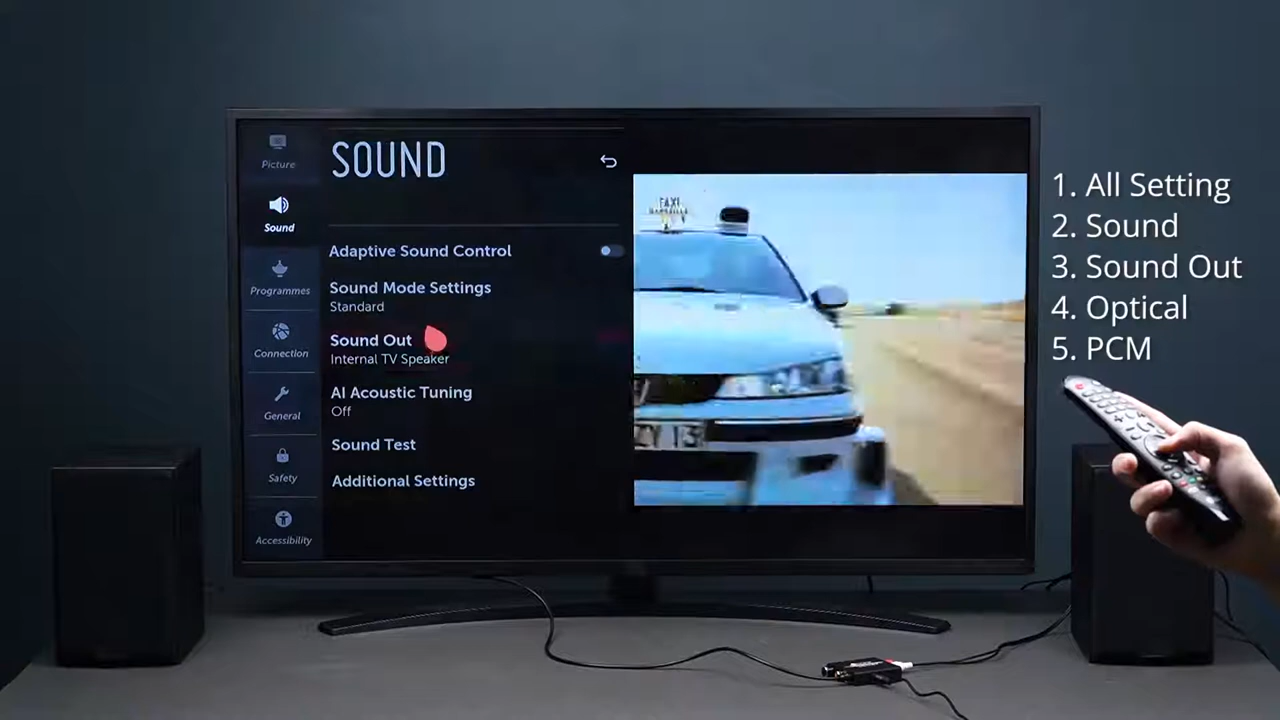 Picture
Sound
Programmes
Connection
General
Safety
Accessibility
SOUND
Adaptive Sound Control
Sound Mode Settings
Standard
Sound Out
Internal TV Speaker
AI Acoustic Tuning
Off
Sound Test
Additional Settings
TAXI
1. All Setting
2. Sound
3. Sound Out
4. Optical
5. PCM